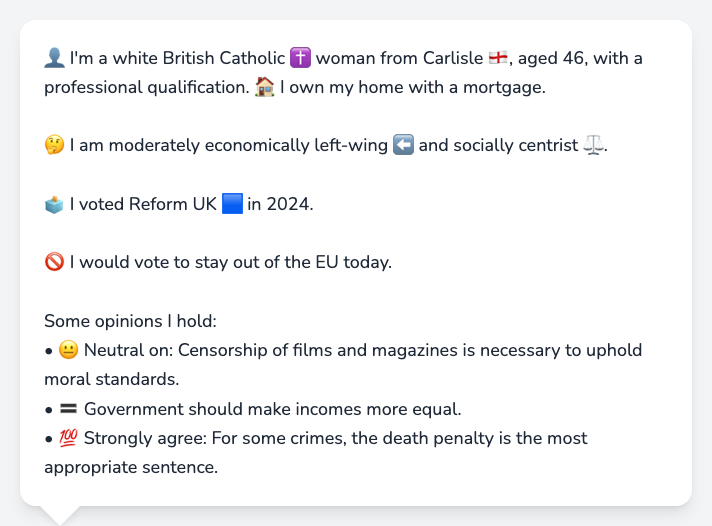 👤 I'm a white British Catholic ✝️ woman from Carlisle 🏴󠁧󠁢󠁥󠁮󠁧󠁿, aged 46, with a
professional qualification. 🏠 I own my home with a mortgage.
🤔 I am moderately economically left-wing ⬅️ and socially centrist ⚖️.
🗳️ I voted Reform UK 🟦 in 2024.
🚫 I would vote to stay out of the EU today.
Some opinions I hold:
• 😐 Neutral on: Censorship of films and magazines is necessary to uphold
moral standards.
• 🟰 Government should make incomes more equal.
• 💯 Strongly agree: For some crimes, the death penalty is the most
appropriate sentence.